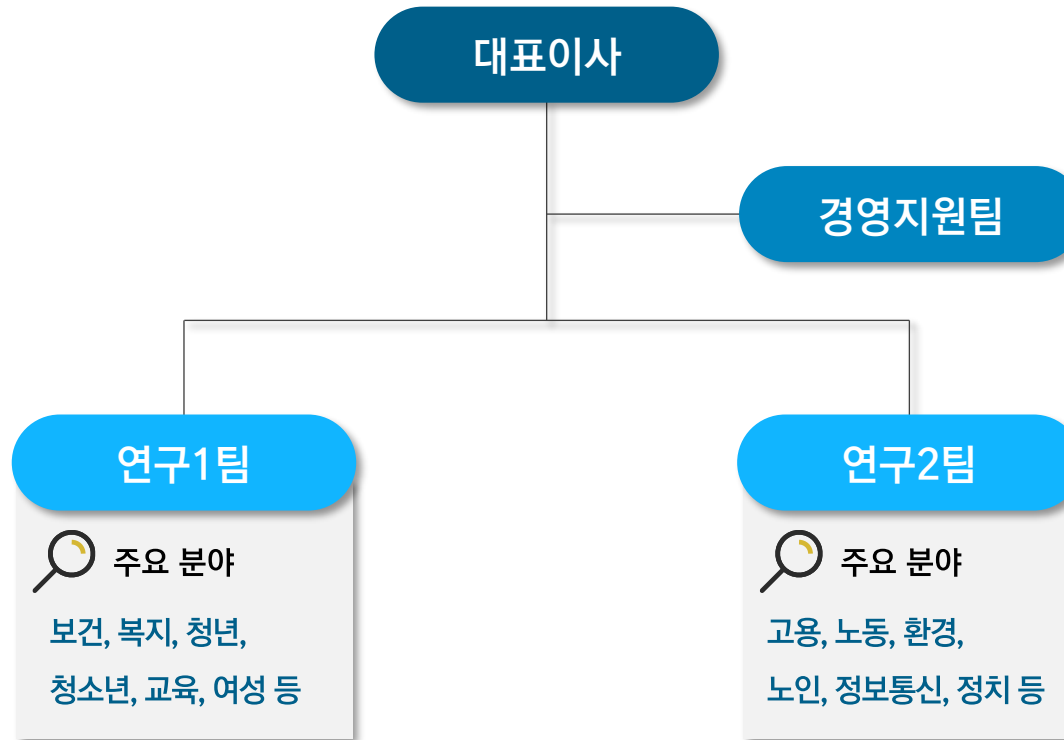 대표이사
경영지원팀
연구1팀
주요 분야
보건, 복지, 청년,
청소년, 교육, 여성 등
연구2팀
주요 분야
고용, 노동, 환경,
노인, 정보통신, 정치 등